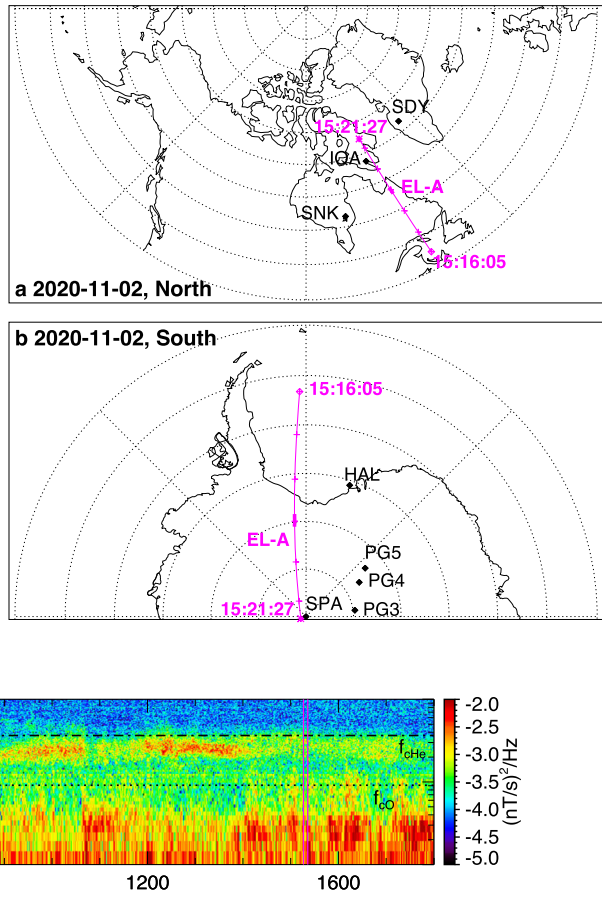 SDY
15:21:27
IQA
EL-A
SNK
15:16:05
a 2020-11-02, North
b 2020-11-02, South
15:16:05
HAL
EL-A
PG5
PG4
15:21:27
SPA
PG3
-2.0
-2.5
-3.0
-3.5
-4.0
-4.5
-5.0
(nT/s)²/Hz
fcHe
fcO
1200
1600